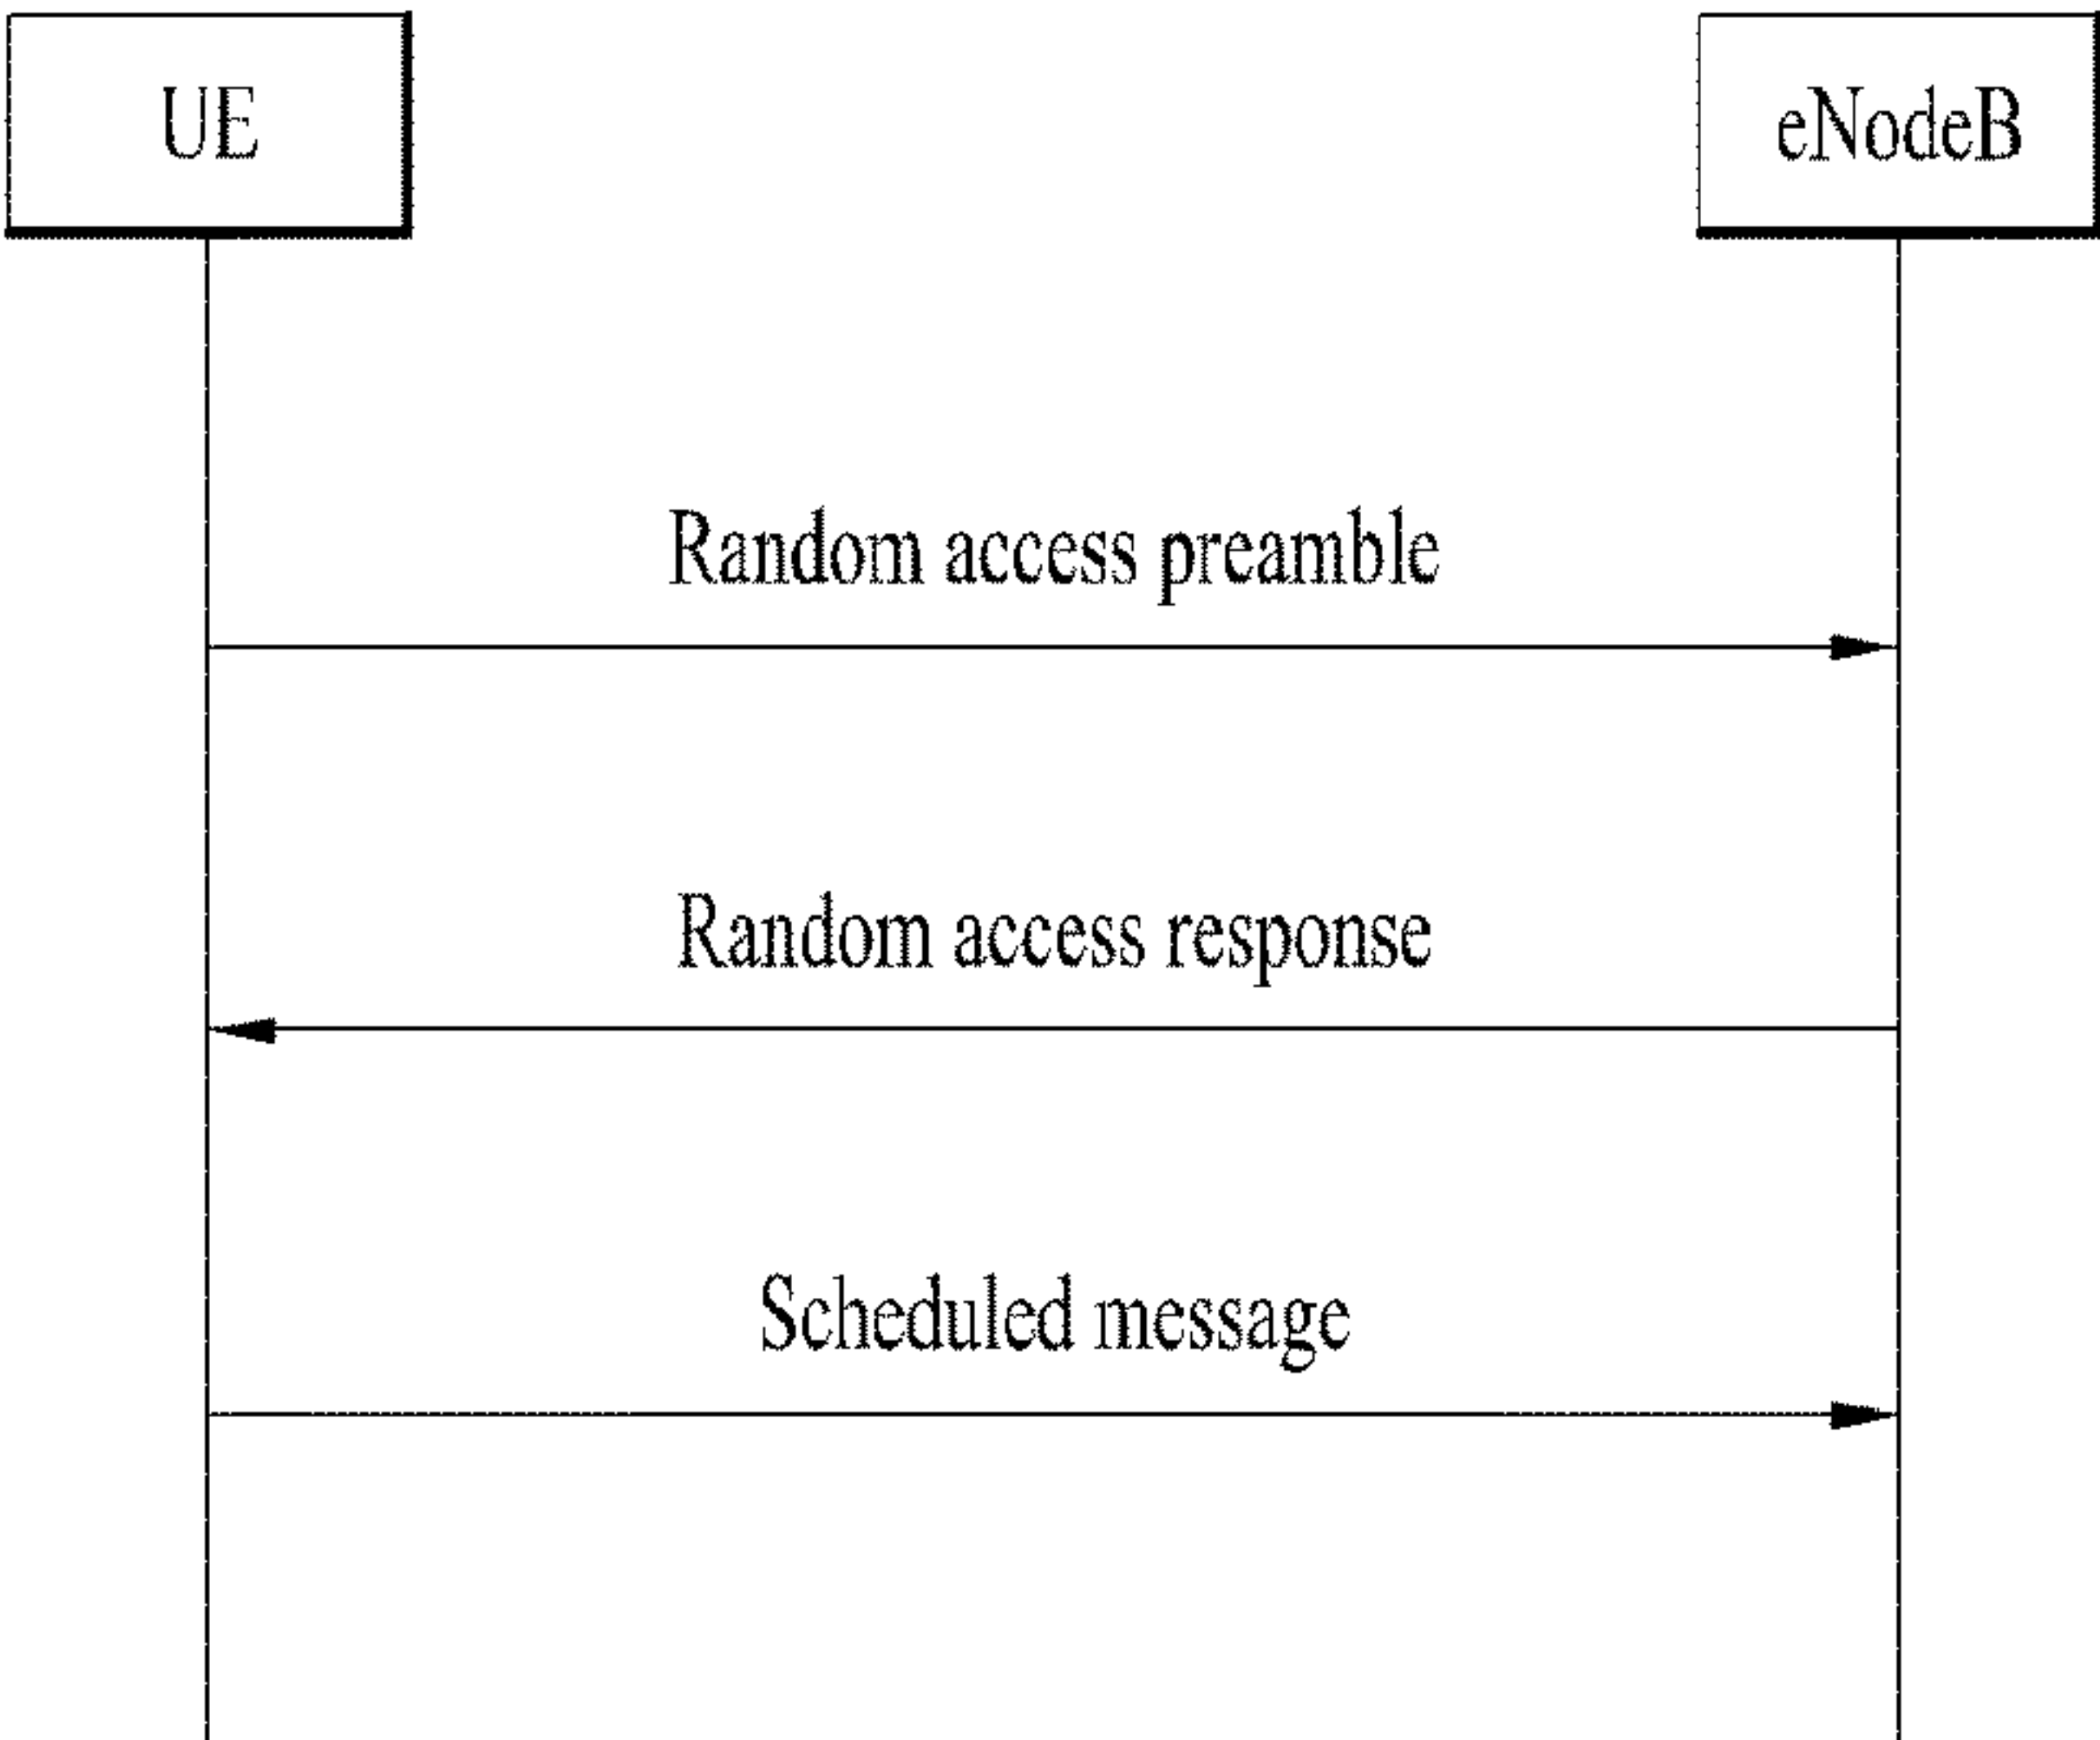 UE
eNodeB
Random access preamble
Random access response
Scheduled message